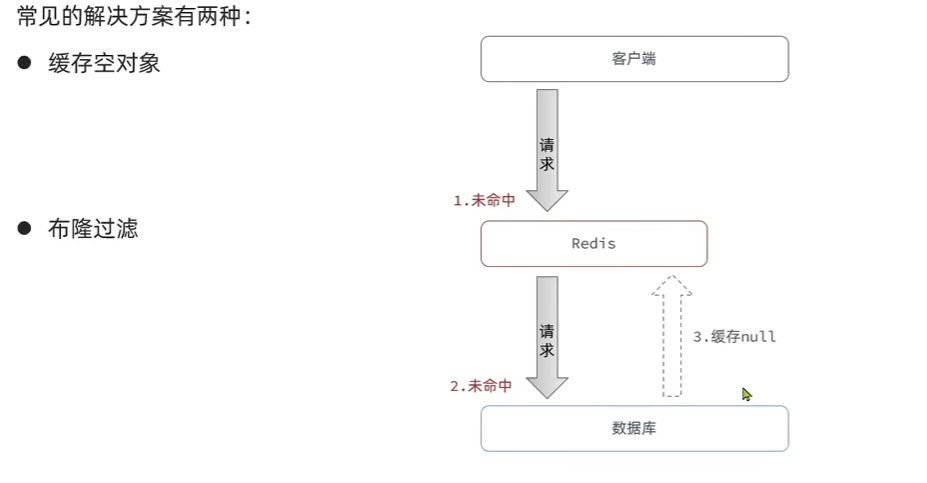 常见的解决方案有两种：
缓存空对象
布隆过滤
客户端
请求
1.未命中
Redis
请求
3.缓存null
2.未命中
数据库